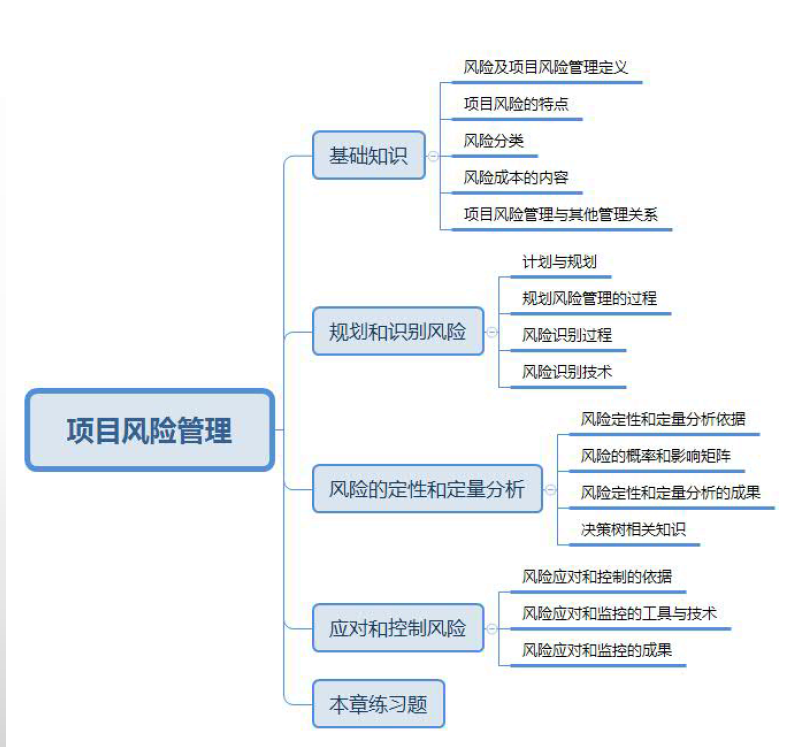 项目风险管理
基础知识
风险及项目风险管理定义
项目风险的特点
风险分类
风险成本的内容
项目风险管理与其他管理关系
规划和识别风险
计划与规划
规划风险管理的过程
风险识别过程
风险识别技术
风险的定性和定量分析
风险定性和定量分析依据
风险的概率和影响矩阵
风险定性和定量分析的成果
决策树相关知识
应对和控制风险
风险应对和控制的依据
风险应对和监控的工具与技术
风险应对和监控的成果
本章练习题